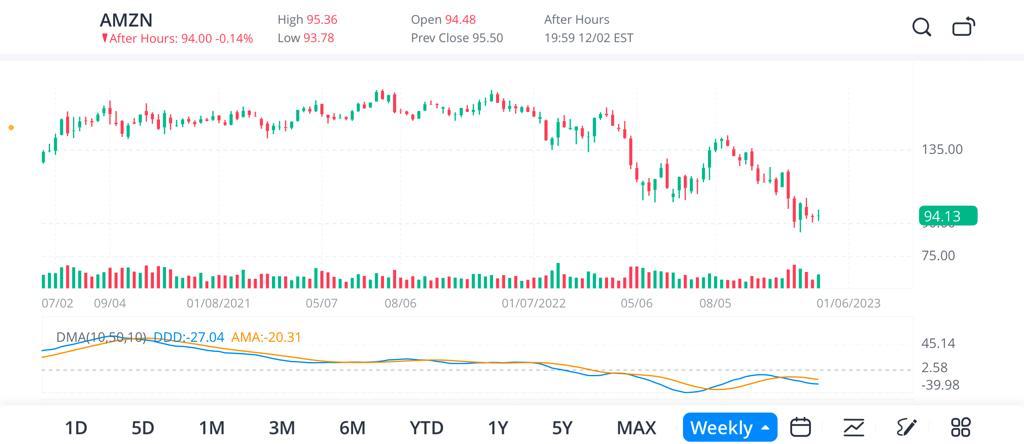 AMZN High 95.36 Open 94.48 After Hours
After Hours: 94.00 -0.14% Low 93.78 Prev Close 95.50 19:59 12/02 EST
135.00
94.13
75.00
07/02 09/04 01/08/2021 05/07 08/06 01/07/2022 05/06 08/05 01/06/2023
DMA(10,50,10) DDD:-27.04 AMA:-20.31
45.14
2.58
-39.98
1D 5D 1M 3M 6M YTD 1Y 5Y MAX Weekly